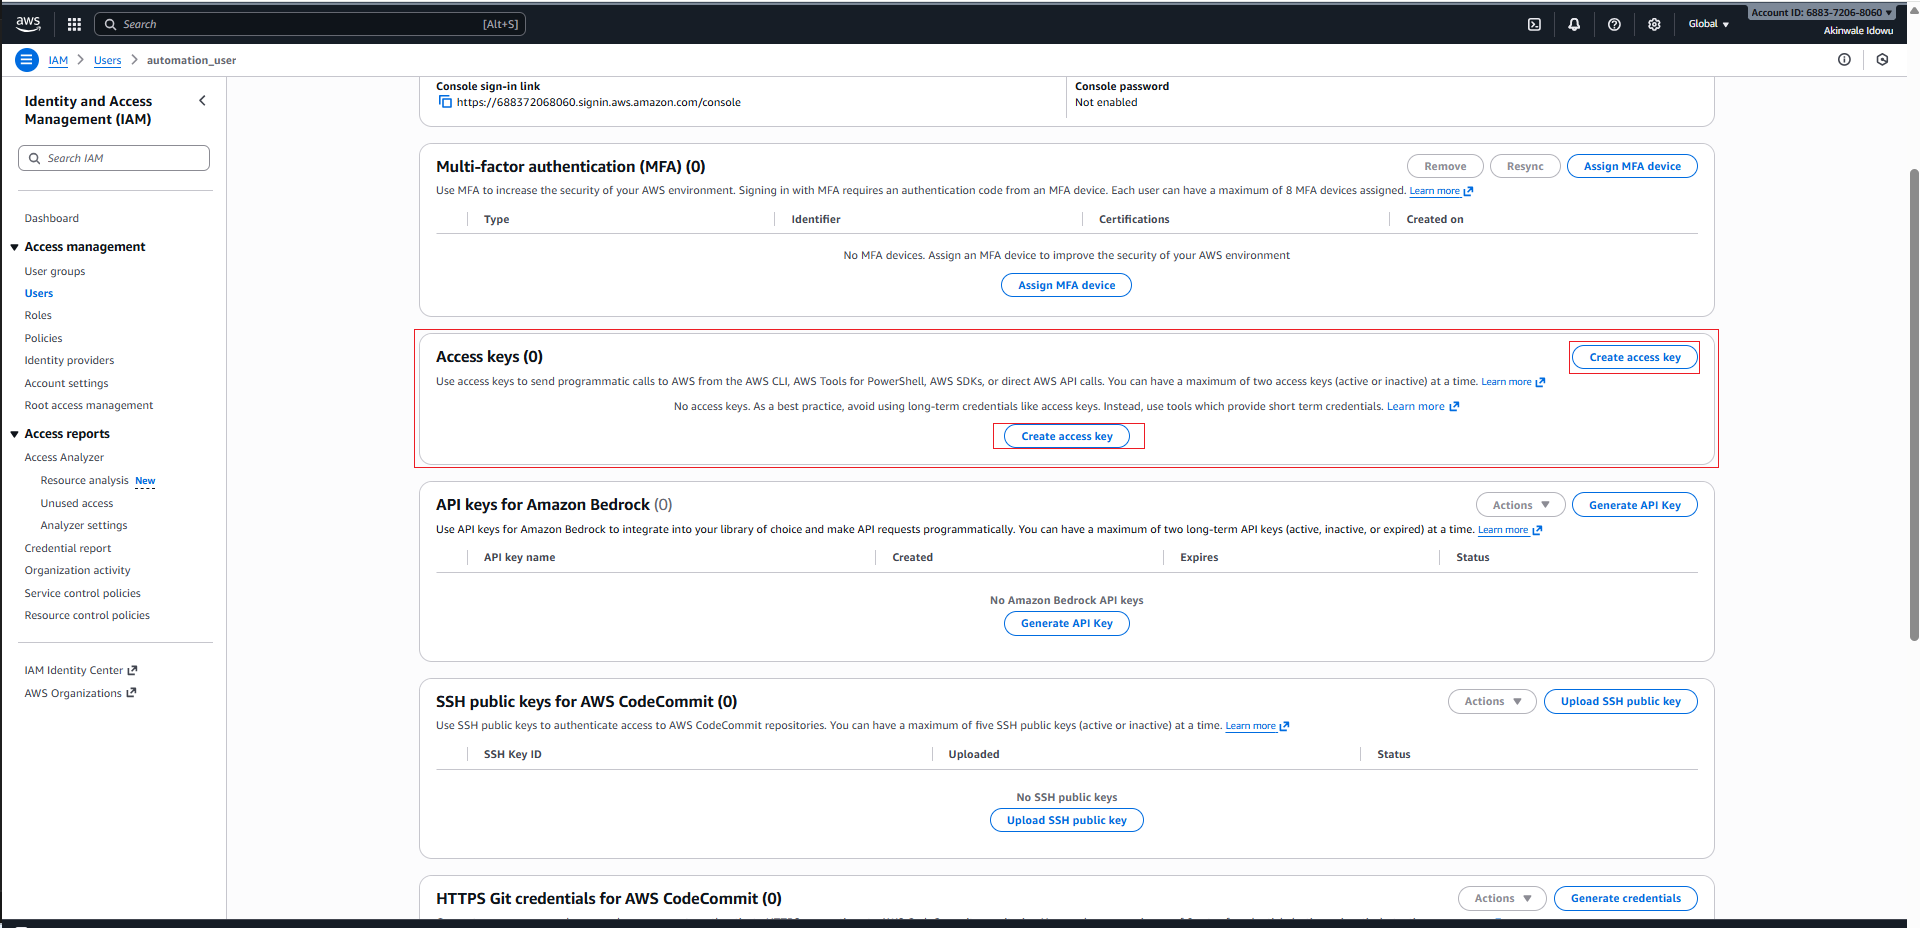 aws
Search
[Alt+S]
Global
Account ID: 6883-7206-8060
Akinwale Idowu
IAM
Users
automation_user
Identity and Access
Management (IAM)
Search IAM
Dashboard
Access management
User groups
Users
Roles
Policies
Identity providers
Account settings
Root access management
Access reports
Access Analyzer
Resource analysis New
Unused access
Analyzer settings
Credential report
Organization activity
Service control policies
Resource control policies
IAM Identity Center
AWS Organizations
Console sign-in link
https://688372068060.signin.aws.amazon.com/console
Console password
Not enabled
Multi-factor authentication (MFA) (0)
Remove
Resync
Assign MFA device
Use MFA to increase the security of your AWS environment. Signing in with MFA requires an authentication code from an MFA device. Each user can have a maximum of 8 MFA devices assigned. Learn more
Type
Identifier
Certifications
Created on
No MFA devices. Assign an MFA device to improve the security of your AWS environment
Assign MFA device
Access keys (0)
Create access key
Use access keys to send programmatic calls to AWS from the AWS CLI, AWS Tools for PowerShell, AWS SDKs, or direct AWS API calls. You can have a maximum of two access keys (active or inactive) at a time. Learn more
No access keys. As a best practice, avoid using long-term credentials like access keys. Instead, use tools which provide short term credentials. Learn more
Create access key
API keys for Amazon Bedrock (0)
Actions
Generate API Key
Use API keys for Amazon Bedrock to integrate into your library of choice and make API requests programmatically. You can have a maximum of two long-term API keys (active, inactive, or expired) at a time. Learn more
API key name
Created
Expires
Status
No Amazon Bedrock API keys
Generate API Key
SSH public keys for AWS CodeCommit (0)
Actions
Upload SSH public key
Use SSH public keys to authenticate access to AWS CodeCommit repositories. You can have a maximum of five SSH public keys (active or inactive) at a time. Learn more
SSH Key ID
Uploaded
Status
No SSH public keys
Upload SSH public key
HTTPS Git credentials for AWS CodeCommit (0)
Actions
Generate credentials